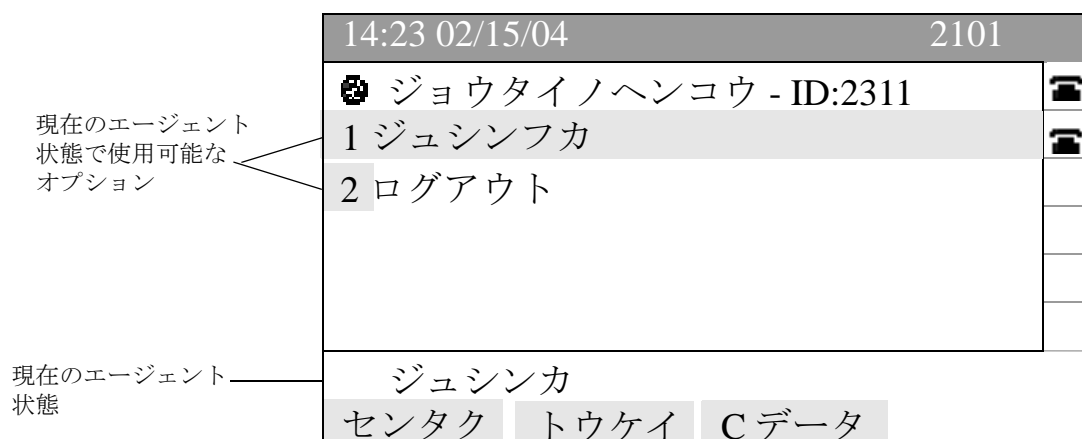 14:23 02/15/04 2101
ジョウタイノヘンコウ - ID:2311
1 ジュシンフカ
2 ログアウト
現在のエージェント
状態で使用可能な
オプション
現在のエージェント
状態
ジュシンカ
センタク トウケイ Cデータ